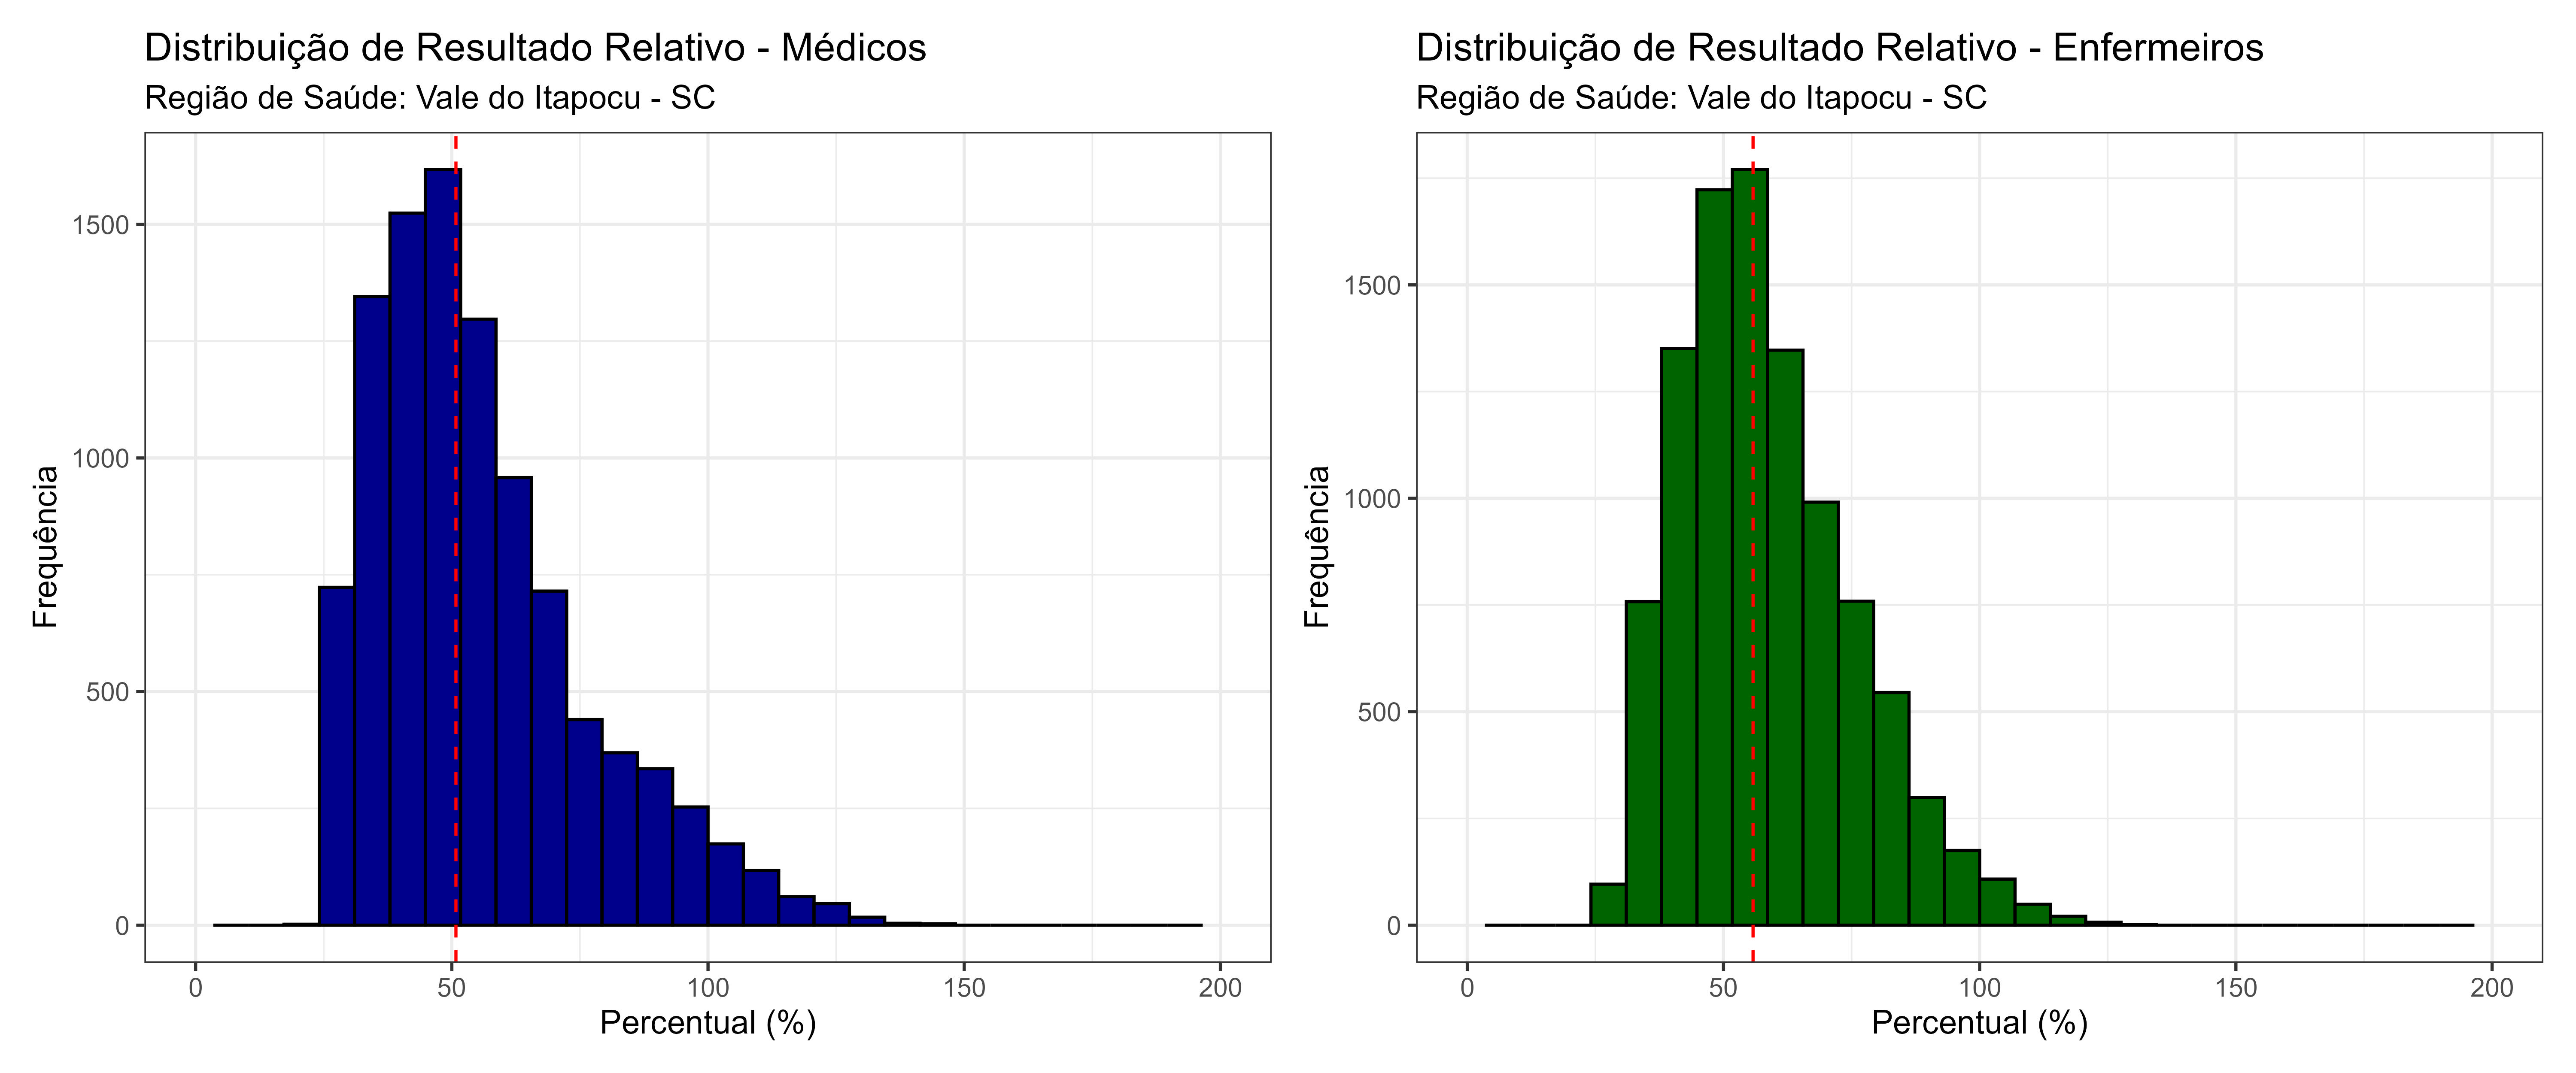 Distribuição de Resultado Relativo - Médicos
Região de Saúde: Vale do Itapocu - SC
Frequência
1500
1000
500
0
0 50 100 150 200
Percentual (%)
Distribuição de Resultado Relativo - Enfermeiros
Região de Saúde: Vale do Itapocu - SC
Frequência
1500
1000
500
0
0 50 100 150 200
Percentual (%)